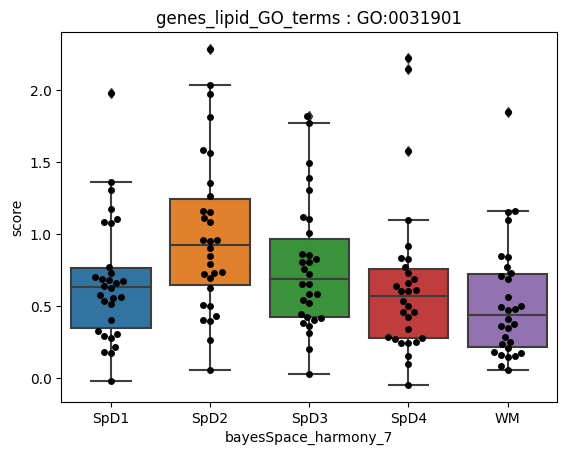 genes_lipid_GO_terms : GO:0031901
2.0
1.5
1.0
0.5
0.0
score
SpD1 SpD2 SpD3 SpD4 WM
bayesSpace_harmony_7